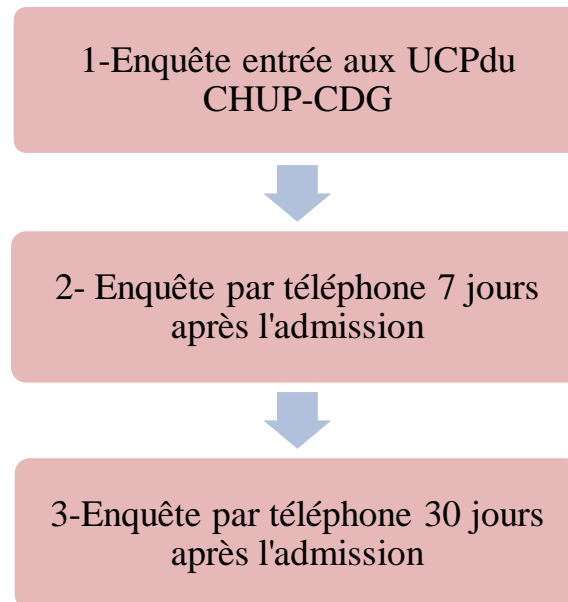 1-Enquête entrée aux UCPdu
CHUP-CDG
2- Enquête par téléphone 7 jours
après l'admission
3-Enquête par téléphone 30 jours
après l'admission